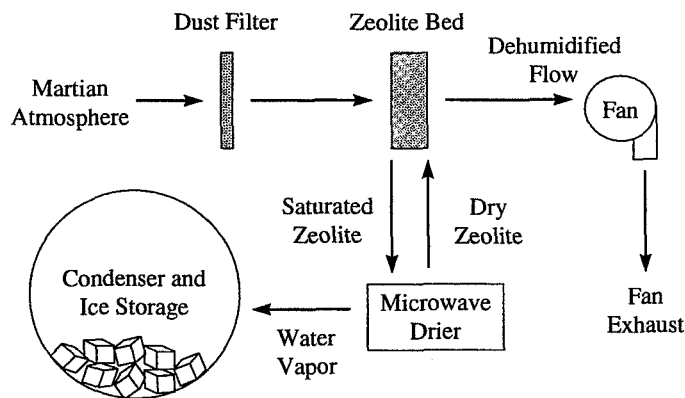 Dust Filter
Zeolite Bed
Dehumidified
Flow
Martian
Atmosphere
Fan
Saturated
Zeolite
Dry
Zeolite
Condenser and
Ice Storage
Microwave
Drier
Water
Vapor
Fan
Exhaust